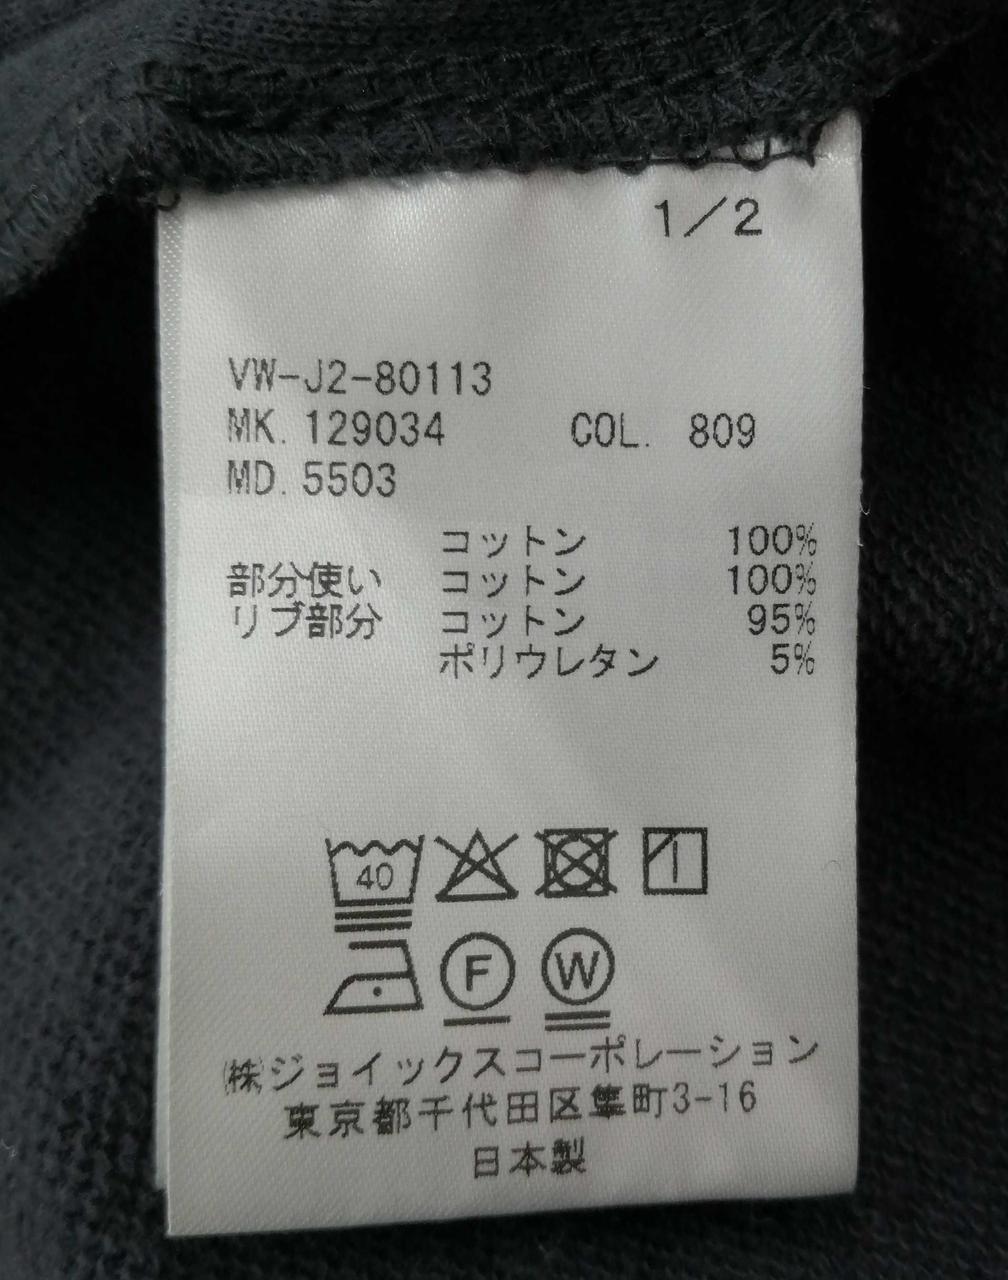 1／2
VW-J2-80113
MK. 129034 COL. 809
MD. 5503
コットン 100%
部分使い コットン 100%
リブ部分 コットン 95%
ポリウレタン 5%
40
F W
㈱ジョイックスコーポレーション
東京都千代田区隼町3-16
日本製